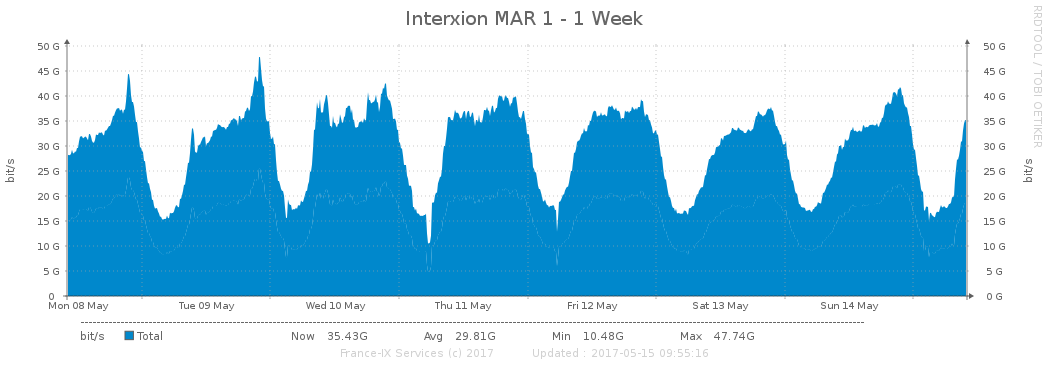 Interxion MAR 1 - 1 Week
RRDTOOL / TOBI OETIKER
bit/s
50 G 50 G
45 G 45 G
40 G 40 G
35 G 35 G
30 G 30 G
25 G 25 G
20 G 20 G
15 G 15 G
10 G 10 G
5 G 5 G
0 0 G
bit/s
Mon 08 May Tue 09 May Wed 10 May Thu 11 May Fri 12 May Sat 13 May Sun 14 May
bit/s Total Now 35.43G Avg 29.81G Min 10.48G Max 47.74G
France-IX Services (c) 2017 Updated : 2017-05-15 09:55:16